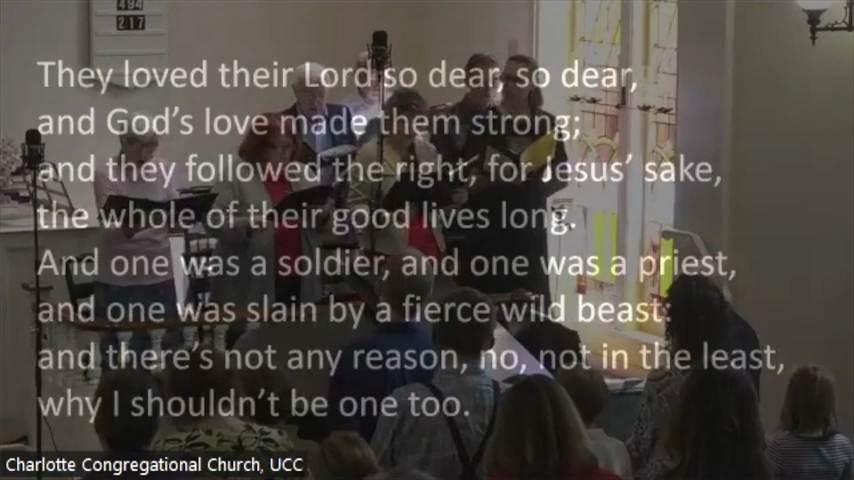 494
217
They loved their Lord so dear, so dear,
and God's love made them strong;
and they followed the right, for Jesus' sake,
the whole of their good lives long.
And one was a soldier, and one was a priest,
and one was slain by a fierce wild beast:
and there's not any reason, no, not in the least,
why I shouldn't be one too.
Charlotte Congregational Church, UCC